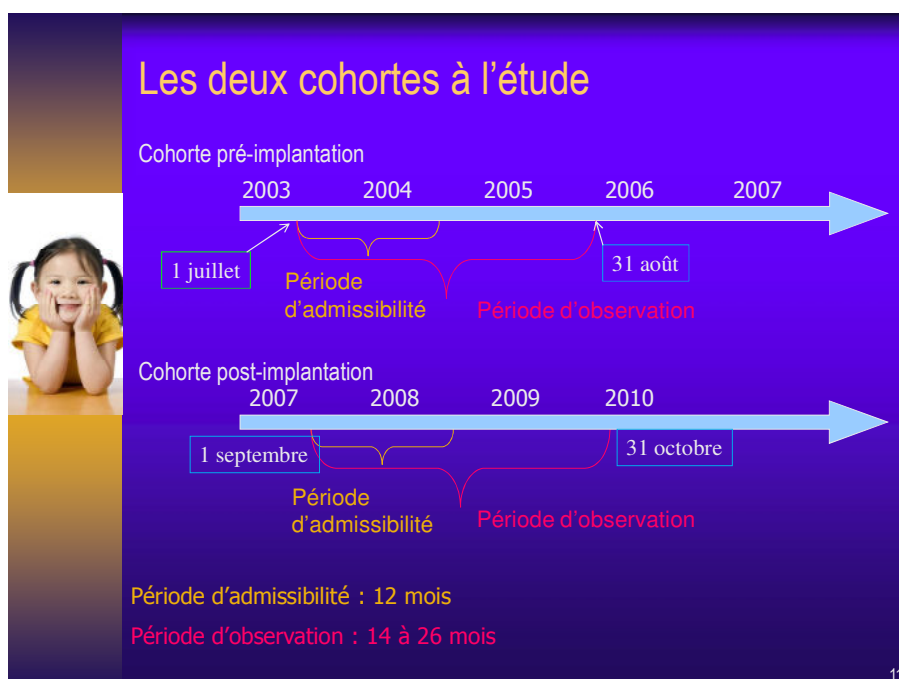 Les deux cohortes à l'étude
Cohorte pré-implantation
2003 2004 2005 2006 2007
1 juillet
31 août
Période
d'admissibilité
Période d'observation
Cohorte post-implantation
2007 2008 2009 2010
1 septembre
31 octobre
Période
d'admissibilité
Période d'observation
Période d'admissibilité : 12 mois
Période d'observation : 14 à 26 mois